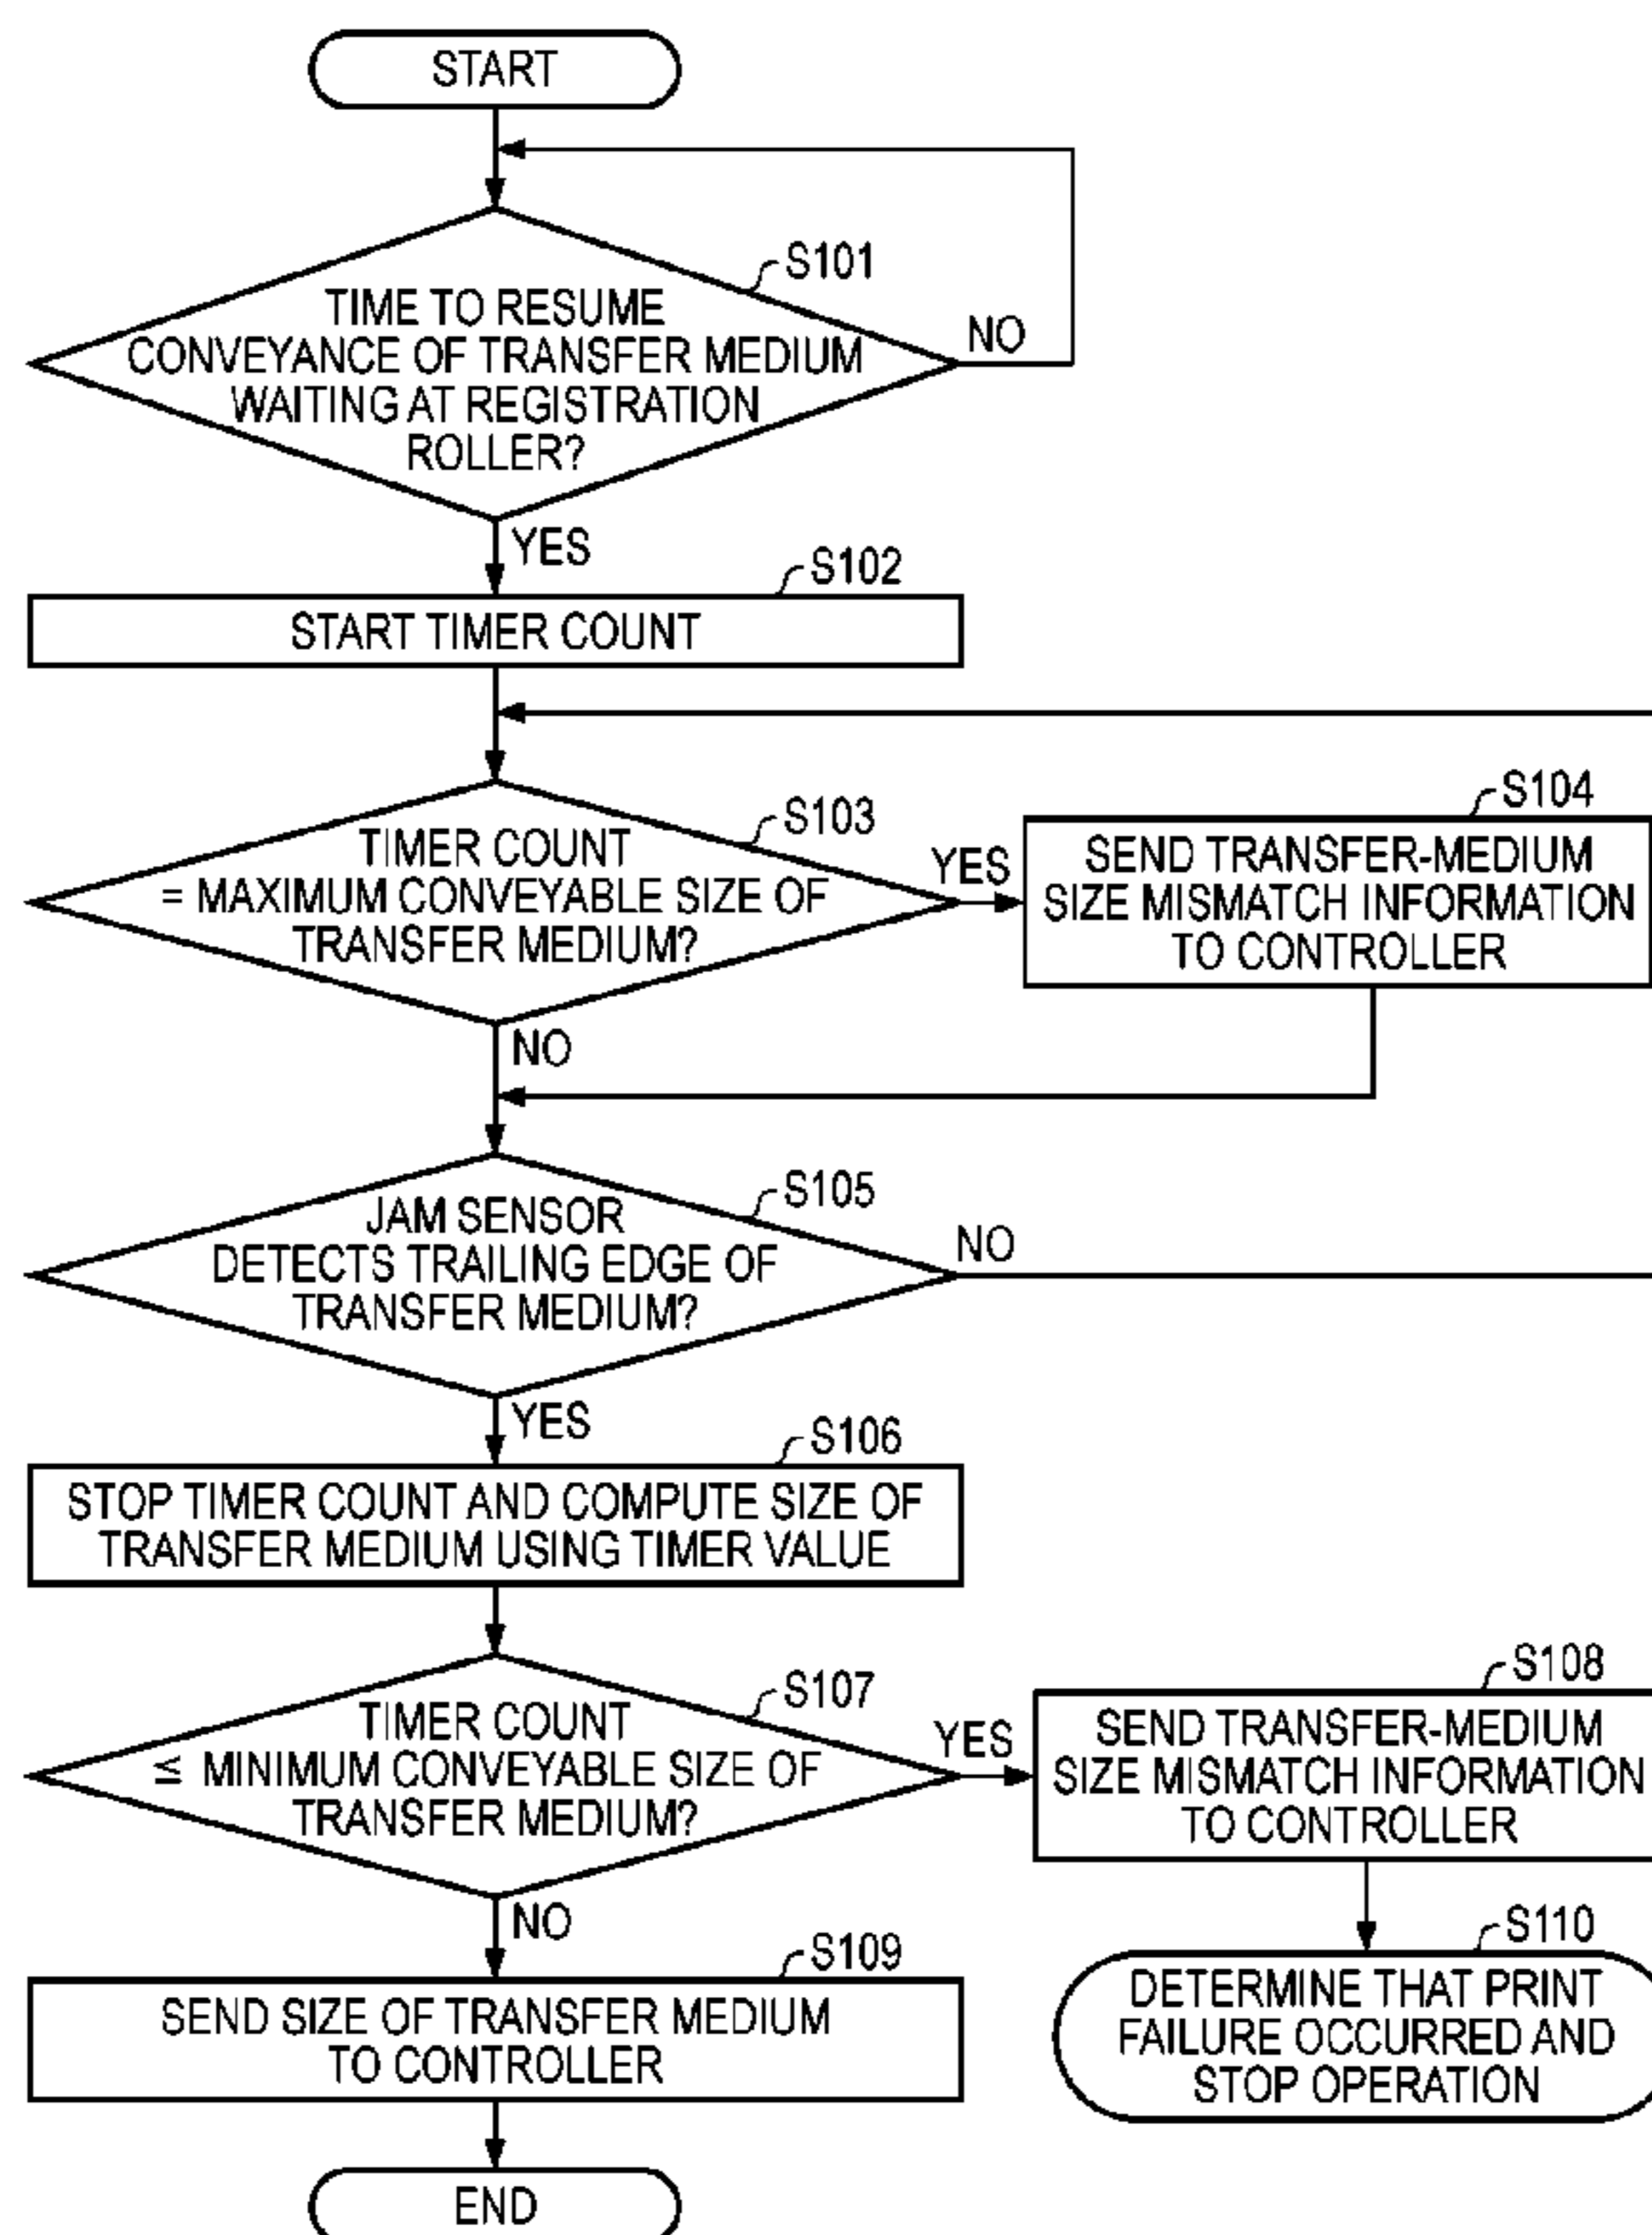 START
S101
TIME TO RESUME
CONVEYANCE OF TRANSFER MEDIUM
WAITING AT REGISTRATION
ROLLER?
NO
YES
S102
START TIMER COUNT
S103
TIMER COUNT
= MAXIMUM CONVEYABLE SIZE OF
TRANSFER MEDIUM?
YES
S104
SEND TRANSFER-MEDIUM
SIZE MISMATCH INFORMATION
TO CONTROLLER
NO
S105
JAM SENSOR
DETECTS TRAILING EDGE OF
TRANSFER MEDIUM?
NO
YES
S106
STOP TIMER COUNT AND COMPUTE SIZE OF
TRANSFER MEDIUM USING TIMER VALUE
S107
TIMER COUNT
≦ MINIMUM CONVEYABLE SIZE OF
TRANSFER MEDIUM?
YES
S108
SEND TRANSFER-MEDIUM
SIZE MISMATCH INFORMATION
TO CONTROLLER
NO
S109
SEND SIZE OF TRANSFER MEDIUM
TO CONTROLLER
S110
DETERMINE THAT PRINT
FAILURE OCCURRED AND
STOP OPERATION
END